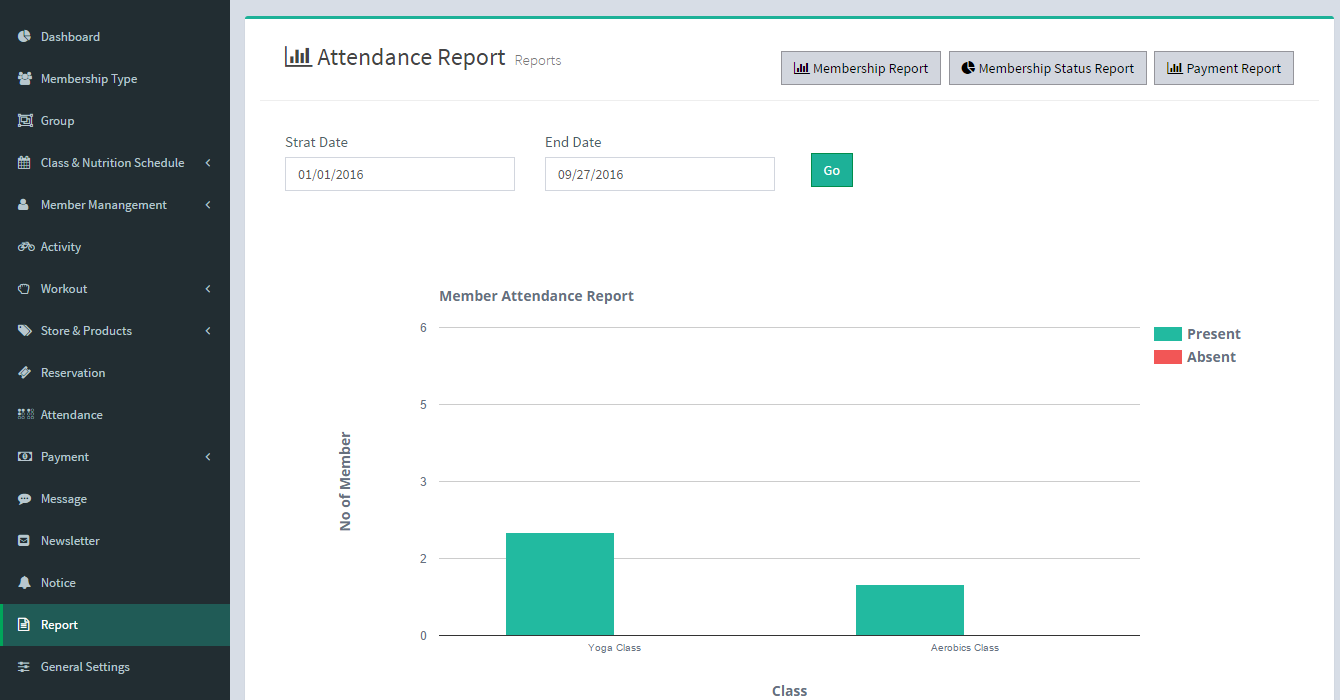 Dashboard
Membership Type
Group
Class & Nutrition Schedule
Member Manangement
Activity
Workout
Store & Products
Reservation
Attendance
Payment
Message
Newsletter
Notice
Report
General Settings
Attendance Report Reports
Membership Report
Membership Status Report
Payment Report
Strat Date
End Date
01/01/2016
09/27/2016
Go
Member Attendance Report
6
5
3
2
0
No of Member
Present
Absent
Yoga Class
Aerobics Class
Class